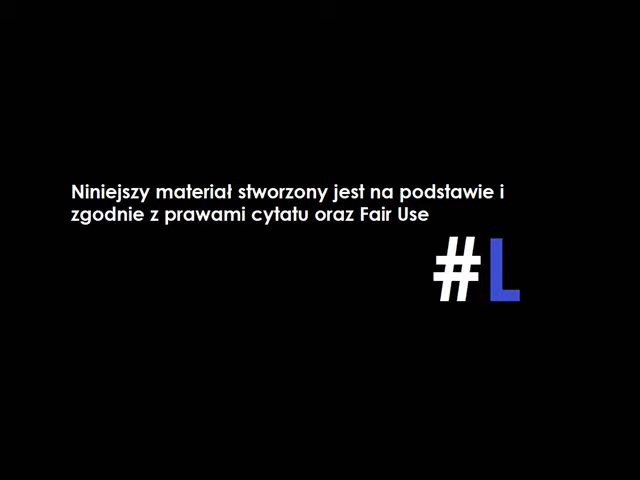 Niniejszy materiał stworzony jest na podstawie i
zgodnie z prawami cytatu oraz Fair Use
#L